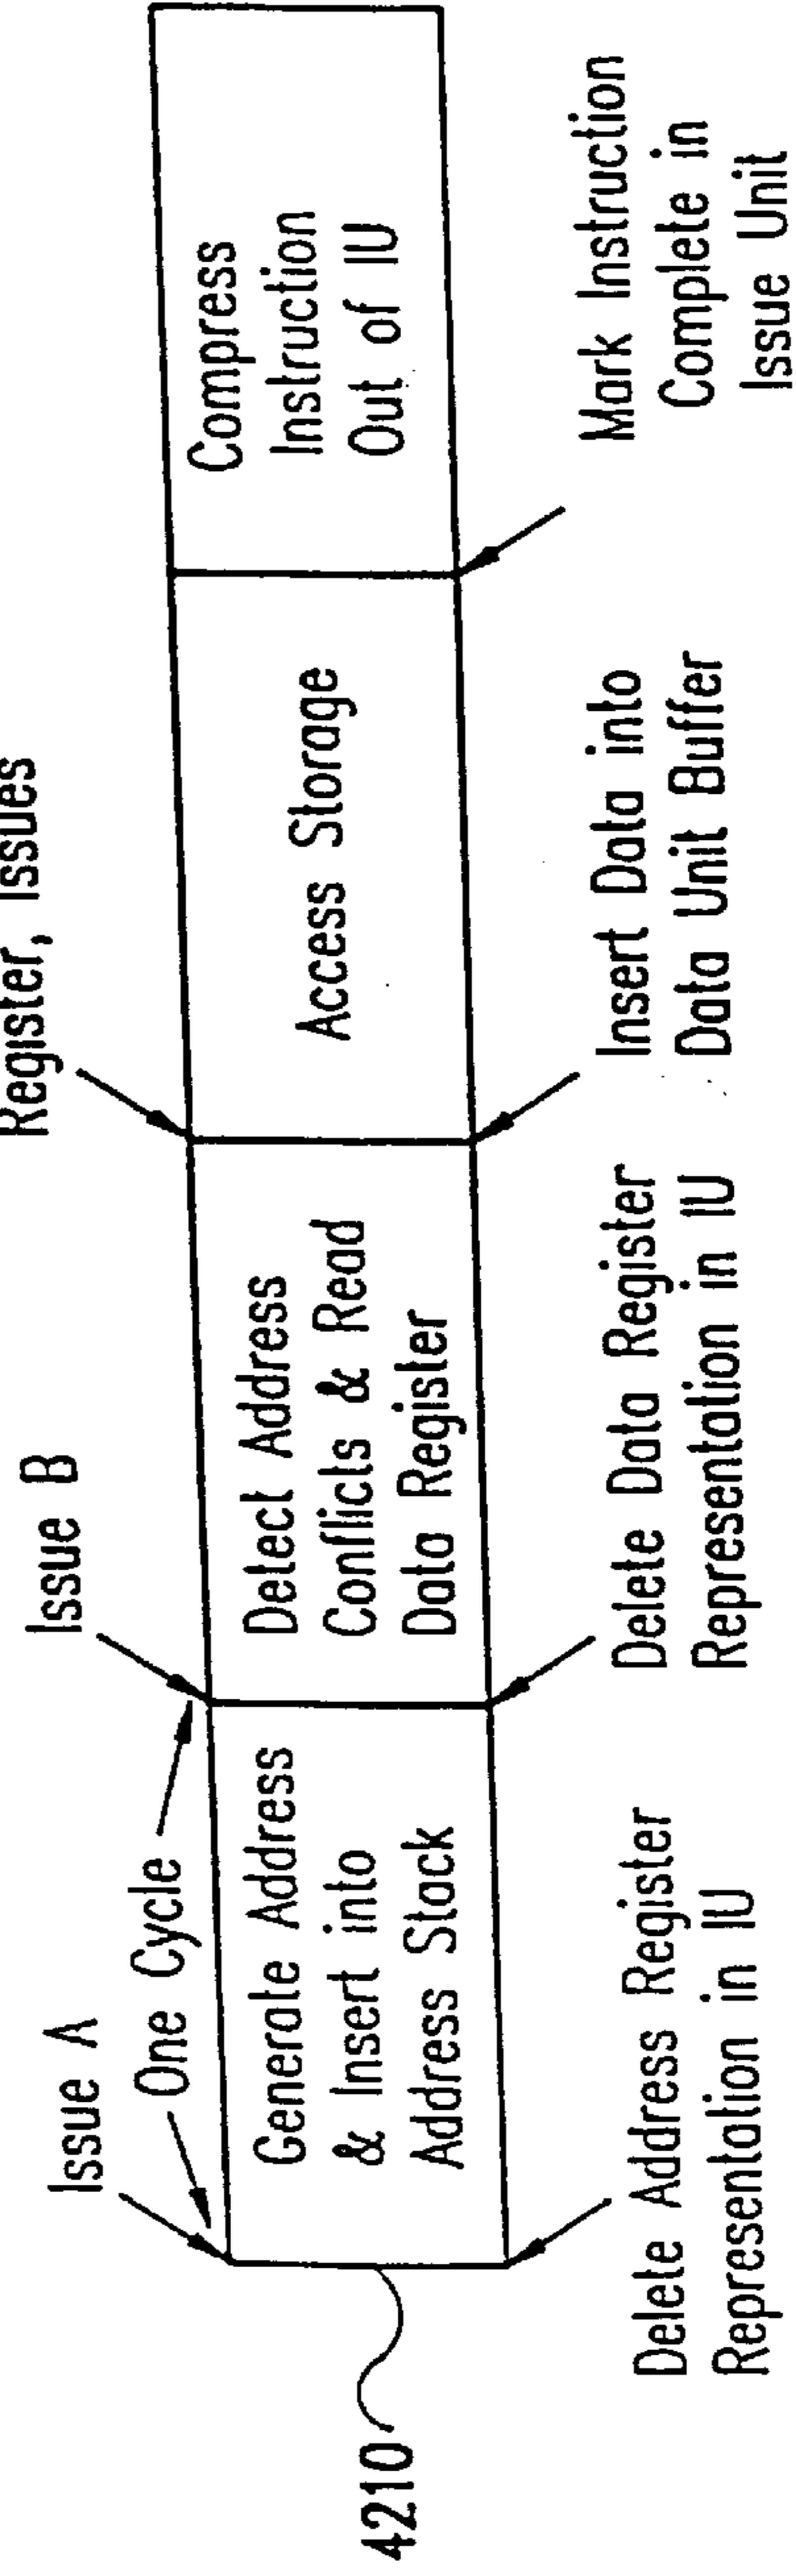 Register, Issues
Issue A
One Cycle
Issue B
Generate Address
& Insert into
Address Stack
Detect Address
Conflicts & Read
Data Register
Access Storage
Compress
Instruction
Out of IU
4210
Delete Address Register
Representation in IU
Delete Data Register
Representation in IU
Insert Data into
Data Unit Buffer
Mark Instruction
Complete in
Issue Unit